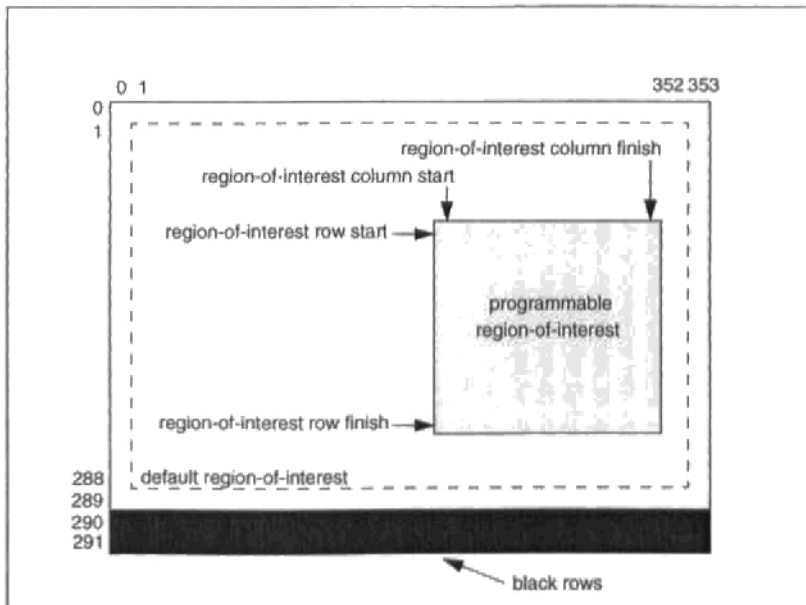 0 1
352 353
0
1
region-of-interest column finish
region-of-interest column start
region-of-interest row start
programmable
region-of-interest
region-of-interest row finish
288
default region-of-interest
289
290
291
black rows